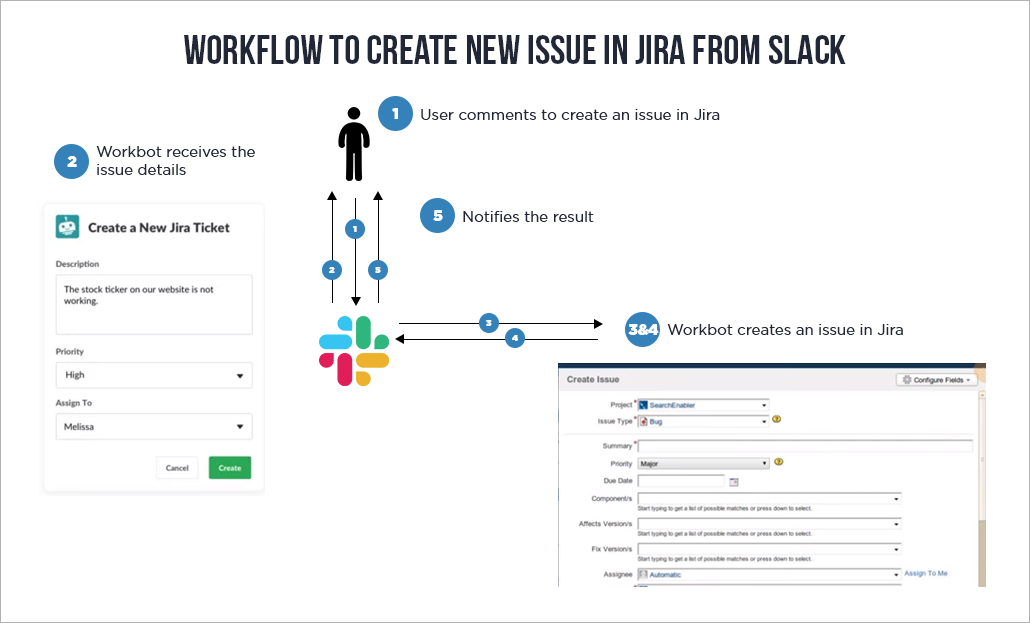 WORKFLOW TO CREATE NEW ISSUE IN JIRA FROM SLACK
1 User comments to create an issue in Jira
2 Workbot receives the
issue details
5 Notifies the result
1
2
5
3
4
3&4 Workbot creates an issue in Jira
Create a New Jira Ticket
Description
The stock ticker on our website is not
working.
Priority
High
Assign To
Melissa
Cancel Create
Create Issue Configure Fields
Project* SearchEnabler
Issue Type* Bug
Summary*
Priority Major
Due Date
Component/s
Start typing to get a list of possible matches or press down to select.
Affects Version/s
Start typing to get a list of possible matches or press down to select.
Fix Version/s
Start typing to get a list of possible matches or press down to select.
Assignee Automatic Assign To Me